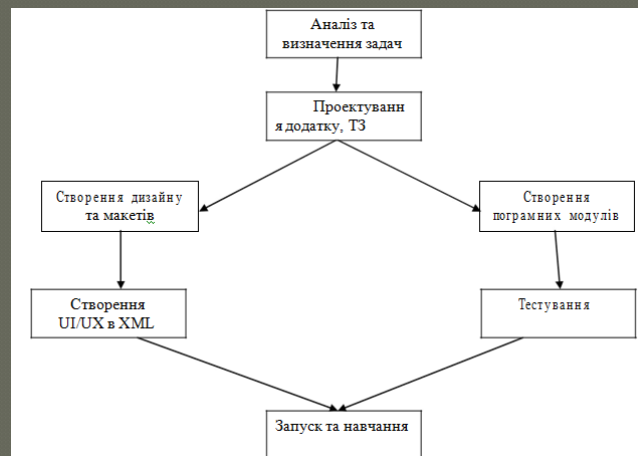 Аналіз та
визначення задач
Проектуванн
я додатку, ТЗ
Створення дизайну
та макетів
Створення
пограмних модулів
Створення
UI/UX в XML
Тестування
Запуск та навчання